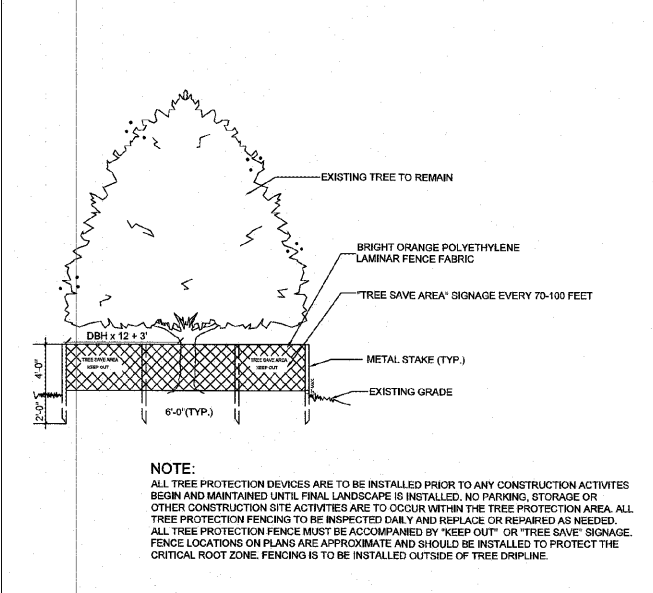 EXISTING TREE TO REMAIN
BRIGHT ORANGE POLYETHYLENE
LAMINAR FENCE FABRIC
"TREE SAVE AREA" SIGNAGE EVERY 70-100 FEET
DBH x 12 + 3'
TREE SAVE AREA
KEEP OUT
TREE SAVE AREA
KEEP OUT
METAL STAKE (TYP.)
4'-0"
EXISTING GRADE
2'-0"
6'-0"(TYP.)
NOTE:
ALL TREE PROTECTION DEVICES ARE TO BE INSTALLED PRIOR TO ANY CONSTRUCTION ACTIVITES
BEGIN AND MAINTAINED UNTIL FINAL LANDSCAPE IS INSTALLED. NO PARKING, STORAGE OR
OTHER CONSTRUCTION SITE ACTIVITIES ARE TO OCCUR WITHIN THE TREE PROTECTION AREA. ALL
TREE PROTECTION FENCING TO BE INSPECTED DAILY AND REPLACE OR REPAIRED AS NEEDED.
ALL TREE PROTECTION FENCE MUST BE ACCOMPANIED BY "KEEP OUT" OR "TREE SAVE" SIGNAGE.
FENCE LOCATIONS ON PLANS ARE APPROXIMATE AND SHOULD BE INSTALLED TO PROTECT THE
CRITICAL ROOT ZONE. FENCING IS TO BE INSTALLED OUTSIDE OF TREE DRIPLINE.